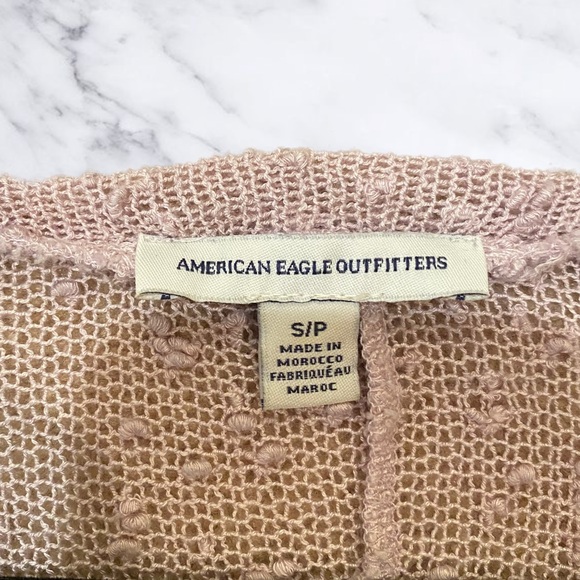 AMERICAN EAGLE OUTFITTERS
S/P
MADE IN
MOROCCO
FABRIQUÉAU
MAROC